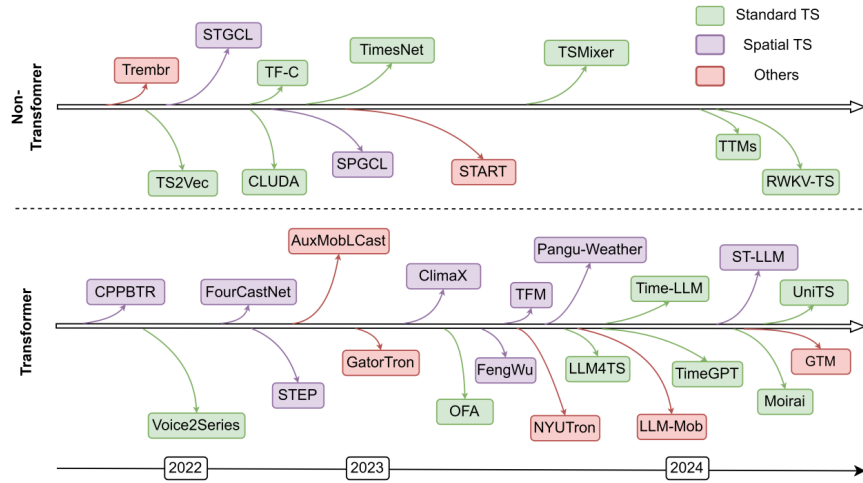 Standard TS
Spatial TS
Others
Non-
Transfomrer
STGCL
Trembr
TF-C
TimesNet
TSMixer
TS2Vec
CLUDA
SPGCL
START
TTMs
RWKV-TS
Transformer
AuxMobLCast
CPPBTR
FourCastNet
ClimaX
TFM
Pangu-Weather
Time-LLM
ST-LLM
UniTS
Voice2Series
STEP
GatorTron
OFA
FengWu
NYUTron
LLM4TS
LLM-Mob
TimeGPT
Moirai
GTM
2022
2023
2024